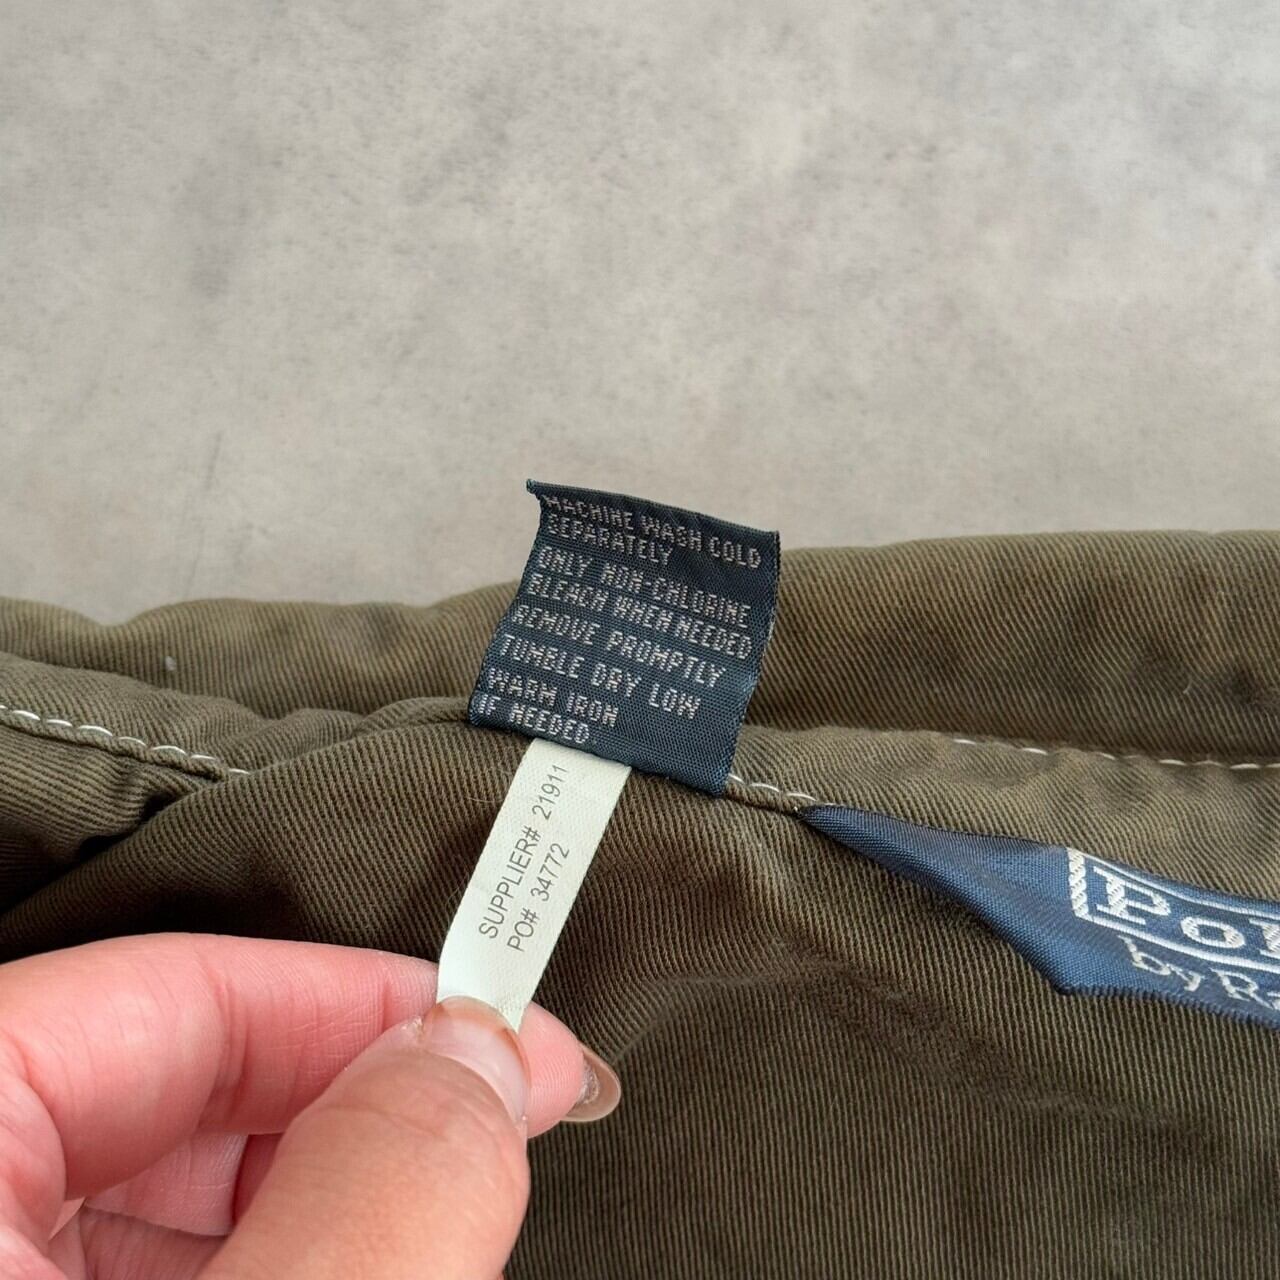 MACHINE WASH COLD
SEPARATELY
ONLY NON-CHLORINE
BLEACH WHEN NEEDED
REMOVE PROMPTLY
TUMBLE DRY LOW
WARM IRON
IF NEEDED
SUPPLIER# 21911
PO# 34772
by